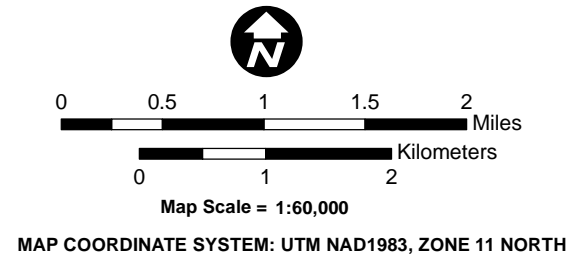 N
0 0.5 1 1.5 2
Miles
Kilometers
0 1 2
Map Scale = 1:60,000
MAP COORDINATE SYSTEM: UTM NAD1983, ZONE 11 NORTH